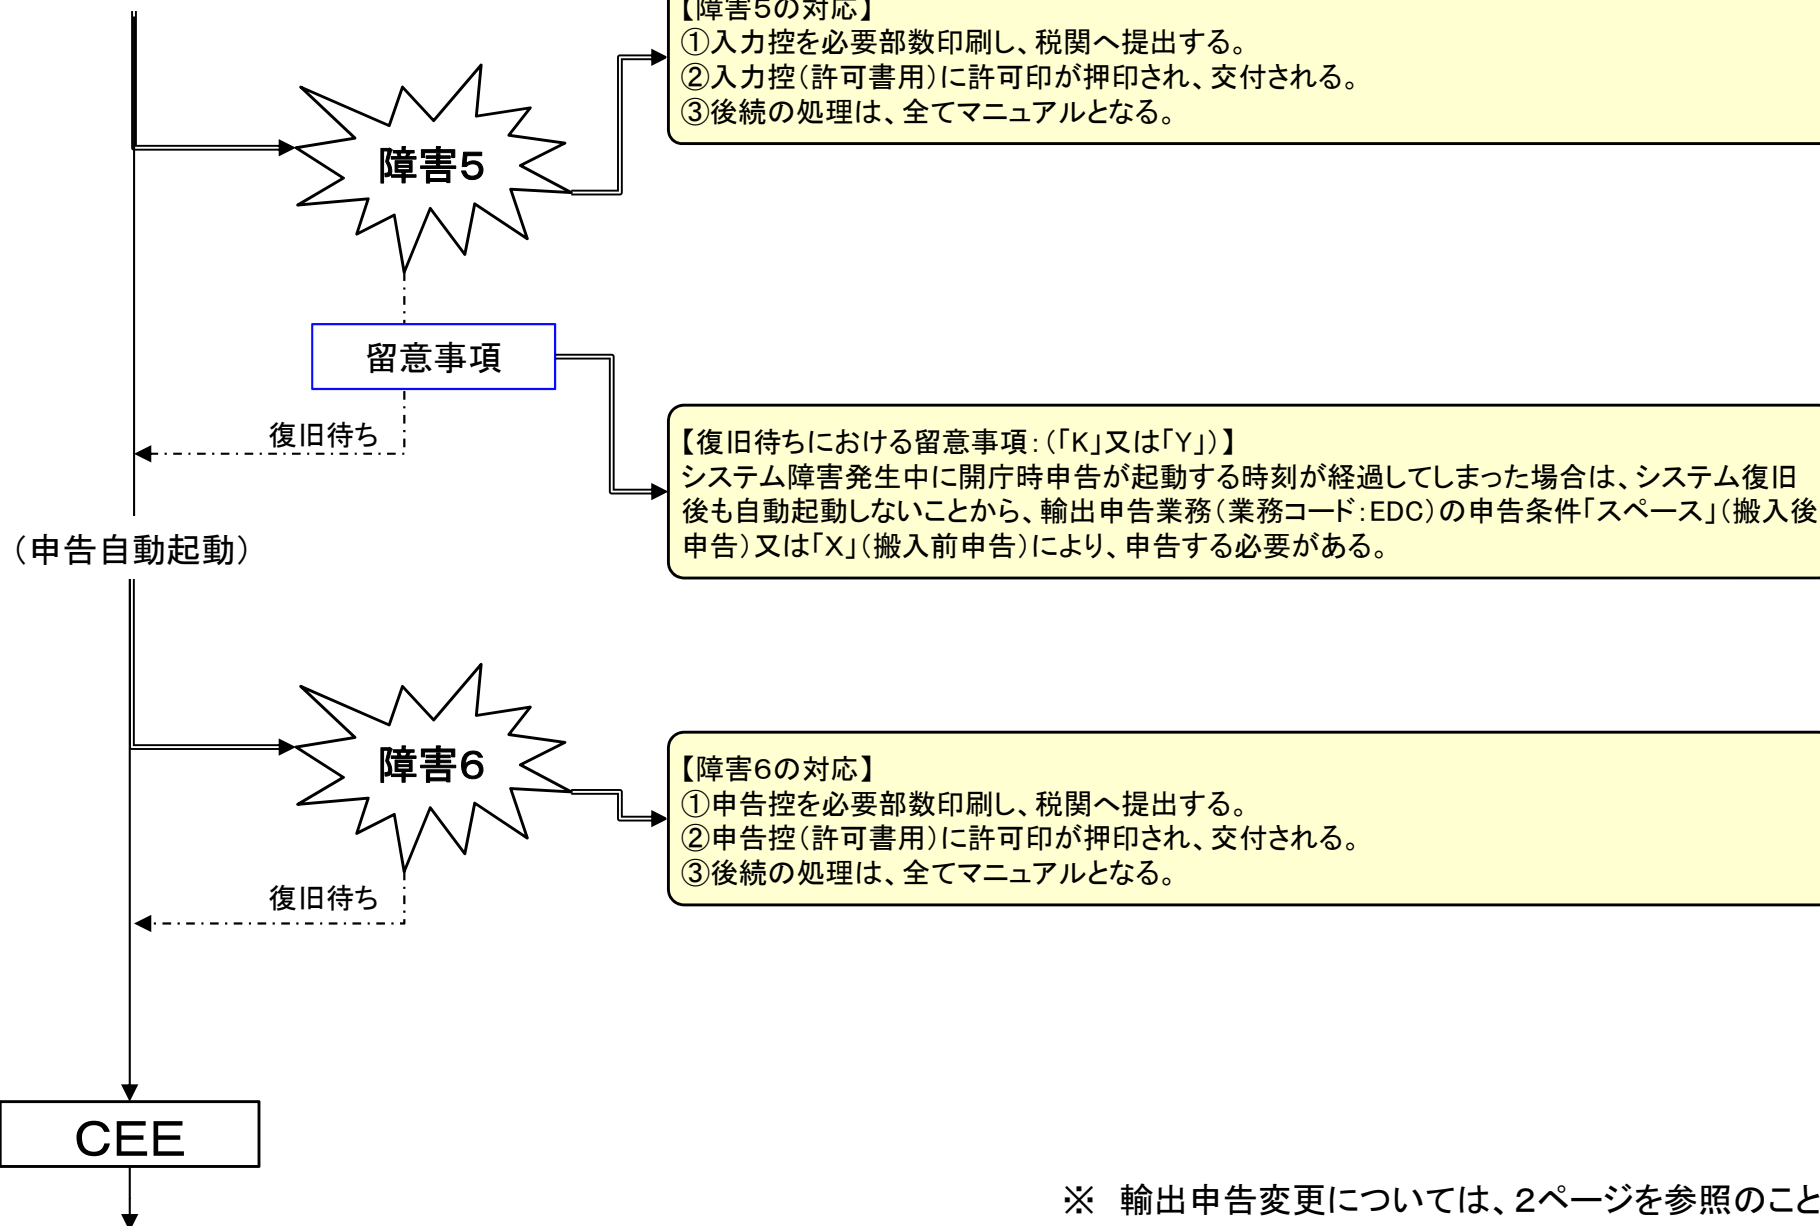 【障害5の対応】
①入力控を必要部数印刷し、税関へ提出する。
②入力控(許可書用)に許可印が押印され、交付される。
③後続の処理は、全てマニュアルとなる。
障害5
留意事項
復旧待ち
【復旧待ちにおける留意事項:(「K」又は「Y」)】
システム障害発生中に開庁時申告が起動する時刻が経過してしまった場合は、システム復旧
後も自動起動しないことから、輸出申告業務(業務コード:EDC)の申告条件「スペース」(搬入後
申告)又は「X」(搬入前申告)により、申告する必要がある。
(申告自動起動)
障害6
【障害6の対応】
①申告控を必要部数印刷し、税関へ提出する。
②申告控(許可書用)に許可印が押印され、交付される。
③後続の処理は、全てマニュアルとなる。
復旧待ち
CEE
※ 輸出申告変更については、2ページを参照のこと